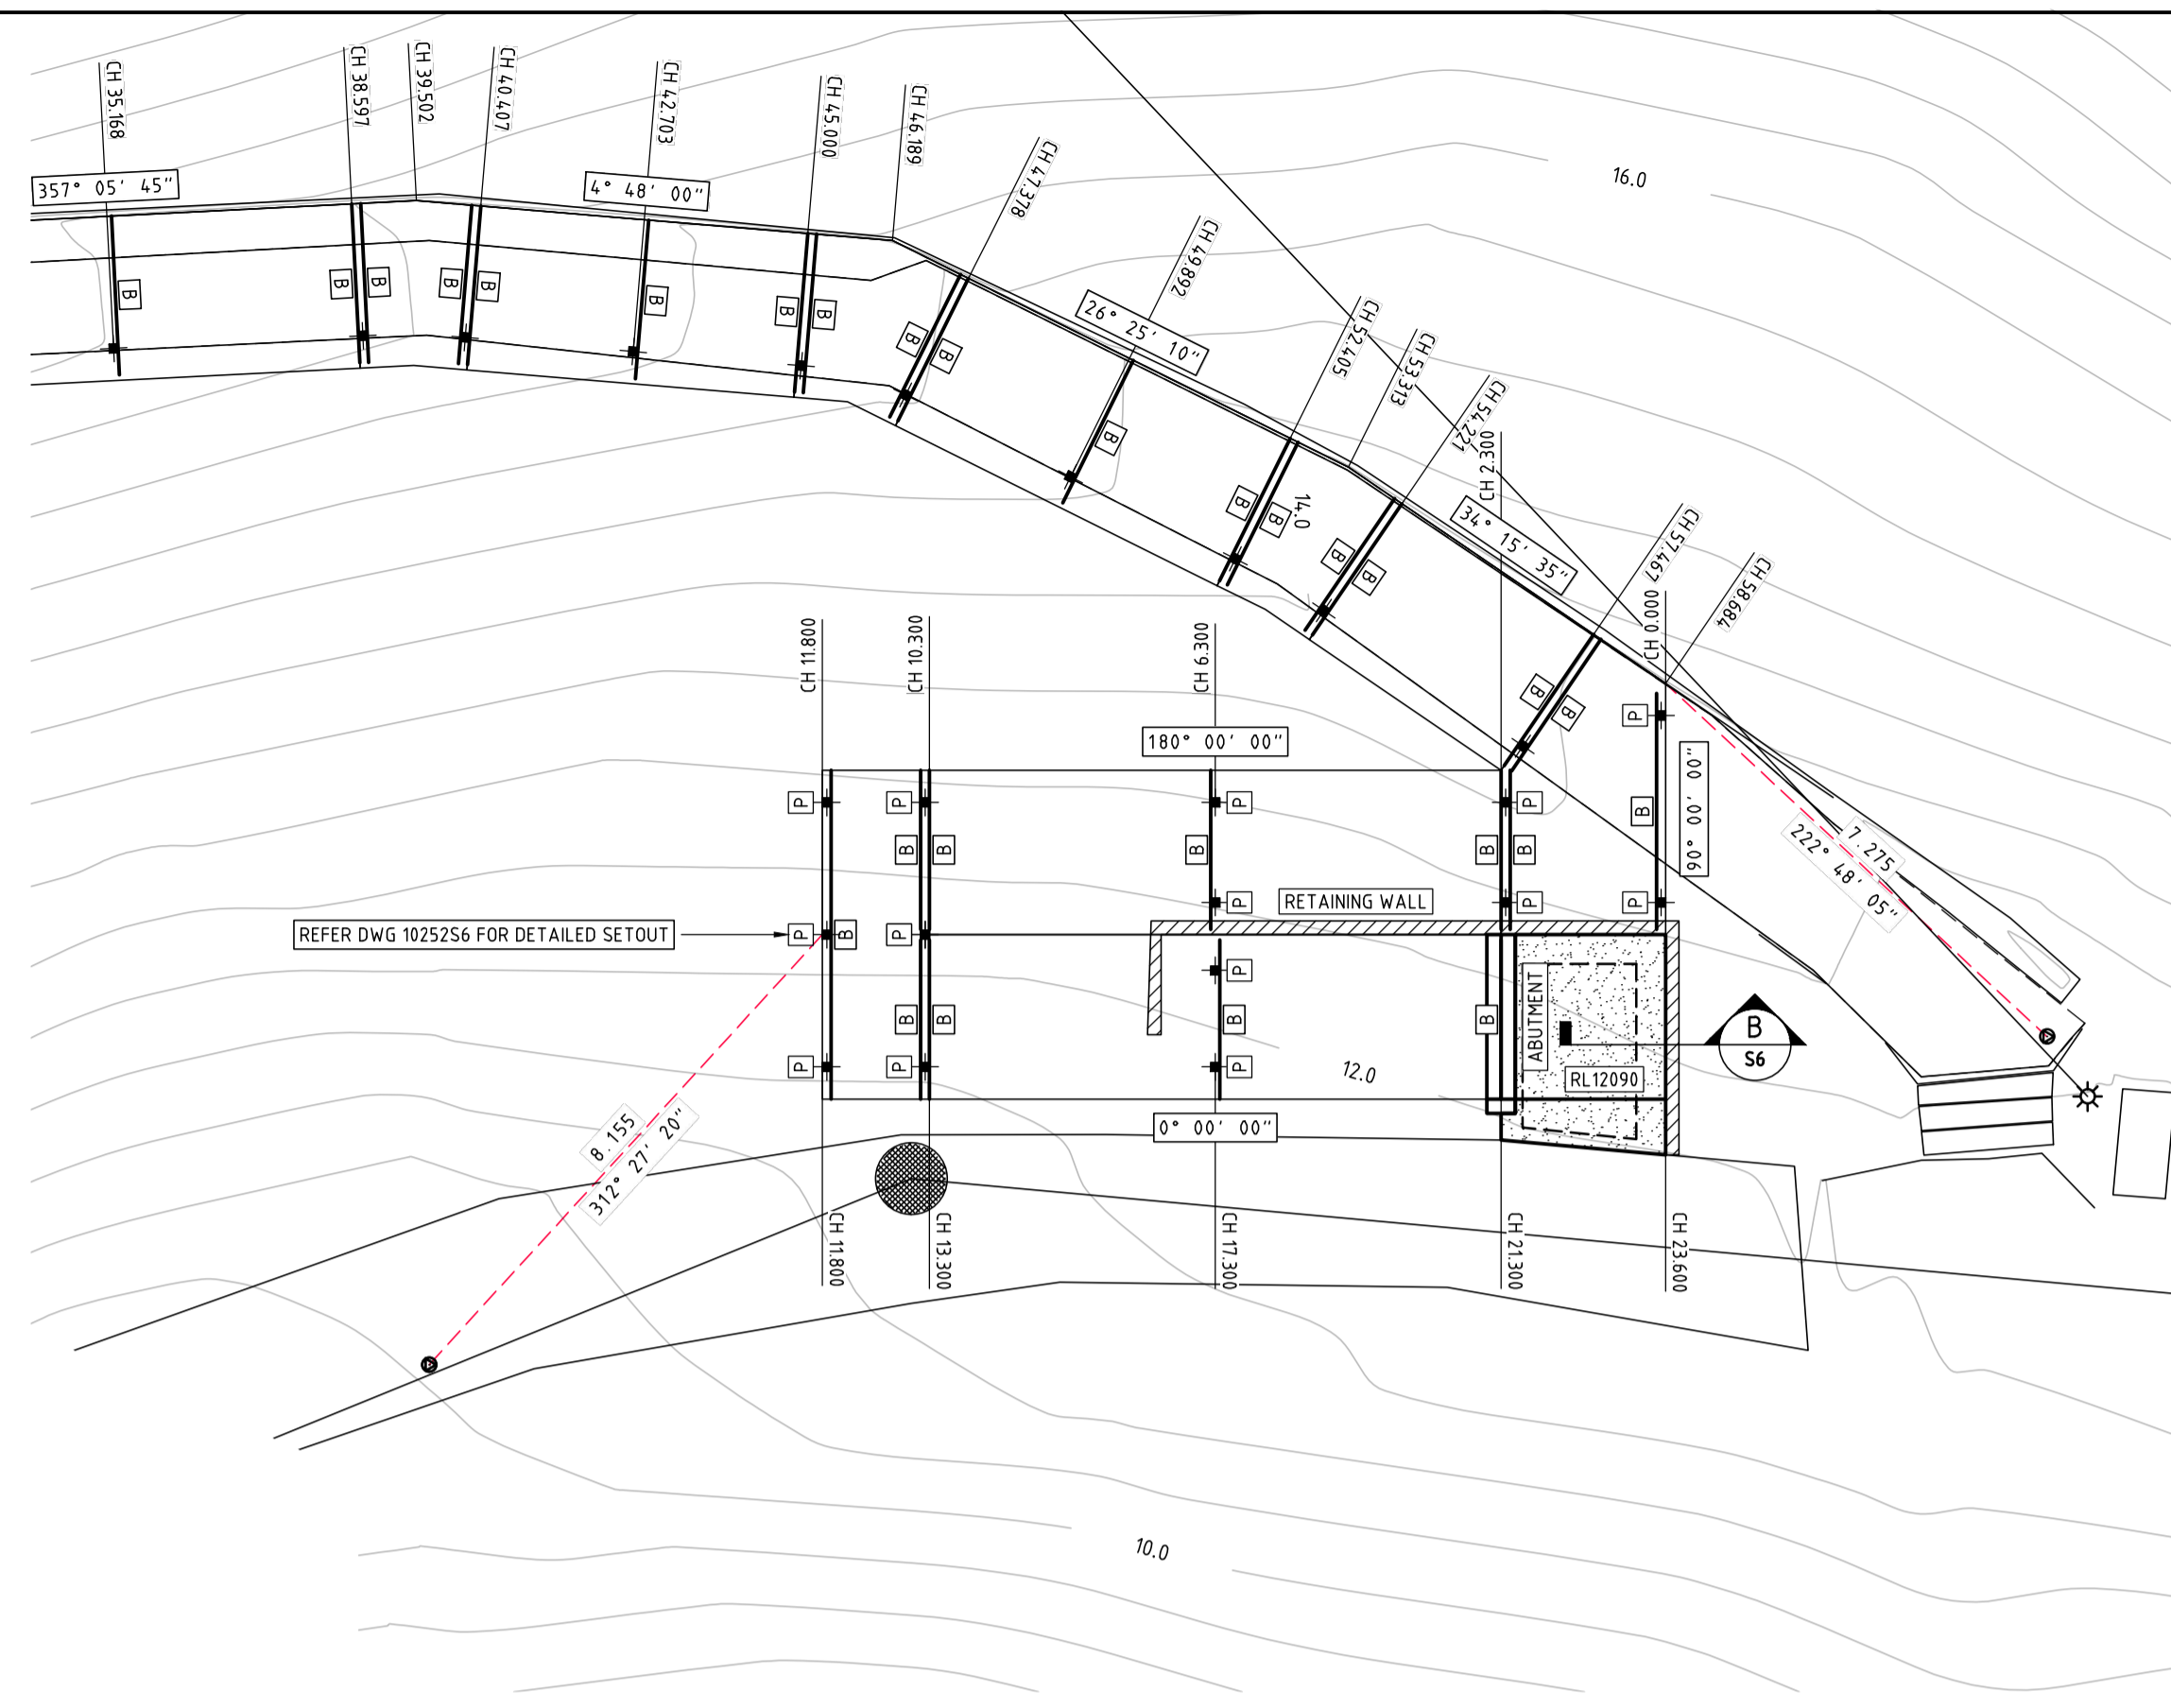 CH 35.168
CH 38.597
CH 39.502
CH 40.407
CH 42.703
CH 45.000
CH 46.189
CH 47.378
CH 49.892
CH 52.405
CH 53.313
CH 54.221
CH 2.300
CH 57.467
CH 0.000
CH 58.684
16.0
357° 05' 45"
4° 48' 00"
26° 25' 10"
34° 15' 35"
B
B
B
B
B
B
B
B
B
B
B
B
B
14.0
B
B
B
B
CH 11.800
CH 10.300
CH 6.300
180° 00' 00"
90° 00' 00"
P
P
P
P
P
B
B
B
B
B
B
7.275
222° 48' 05"
P
P
P
RETAINING WALL
REFER DWG 10252S6 FOR DETAILED SETOUT
P
B
P
P
B
B
B
B
ABUTMENT
B
S6
RL12090
P
P
P
12.0
0° 00' 00"
8.155
312° 27' 20"
CH 11.800
CH 13.300
CH 17.300
CH 21.300
CH 23.600
10.0